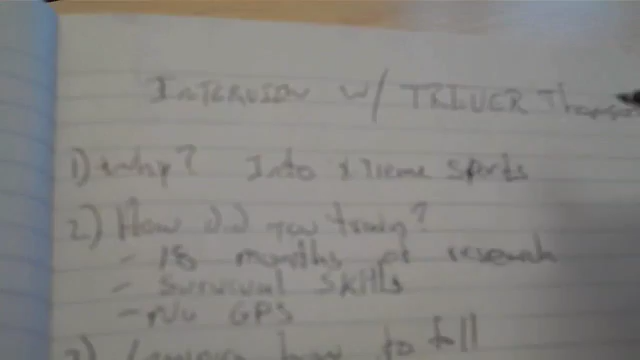 INTERVIEW W/
1) Why? Into xtreme sports
2) How did you train?
- 18 months of research
- Survival Skills
- No GPS
3) how to fall